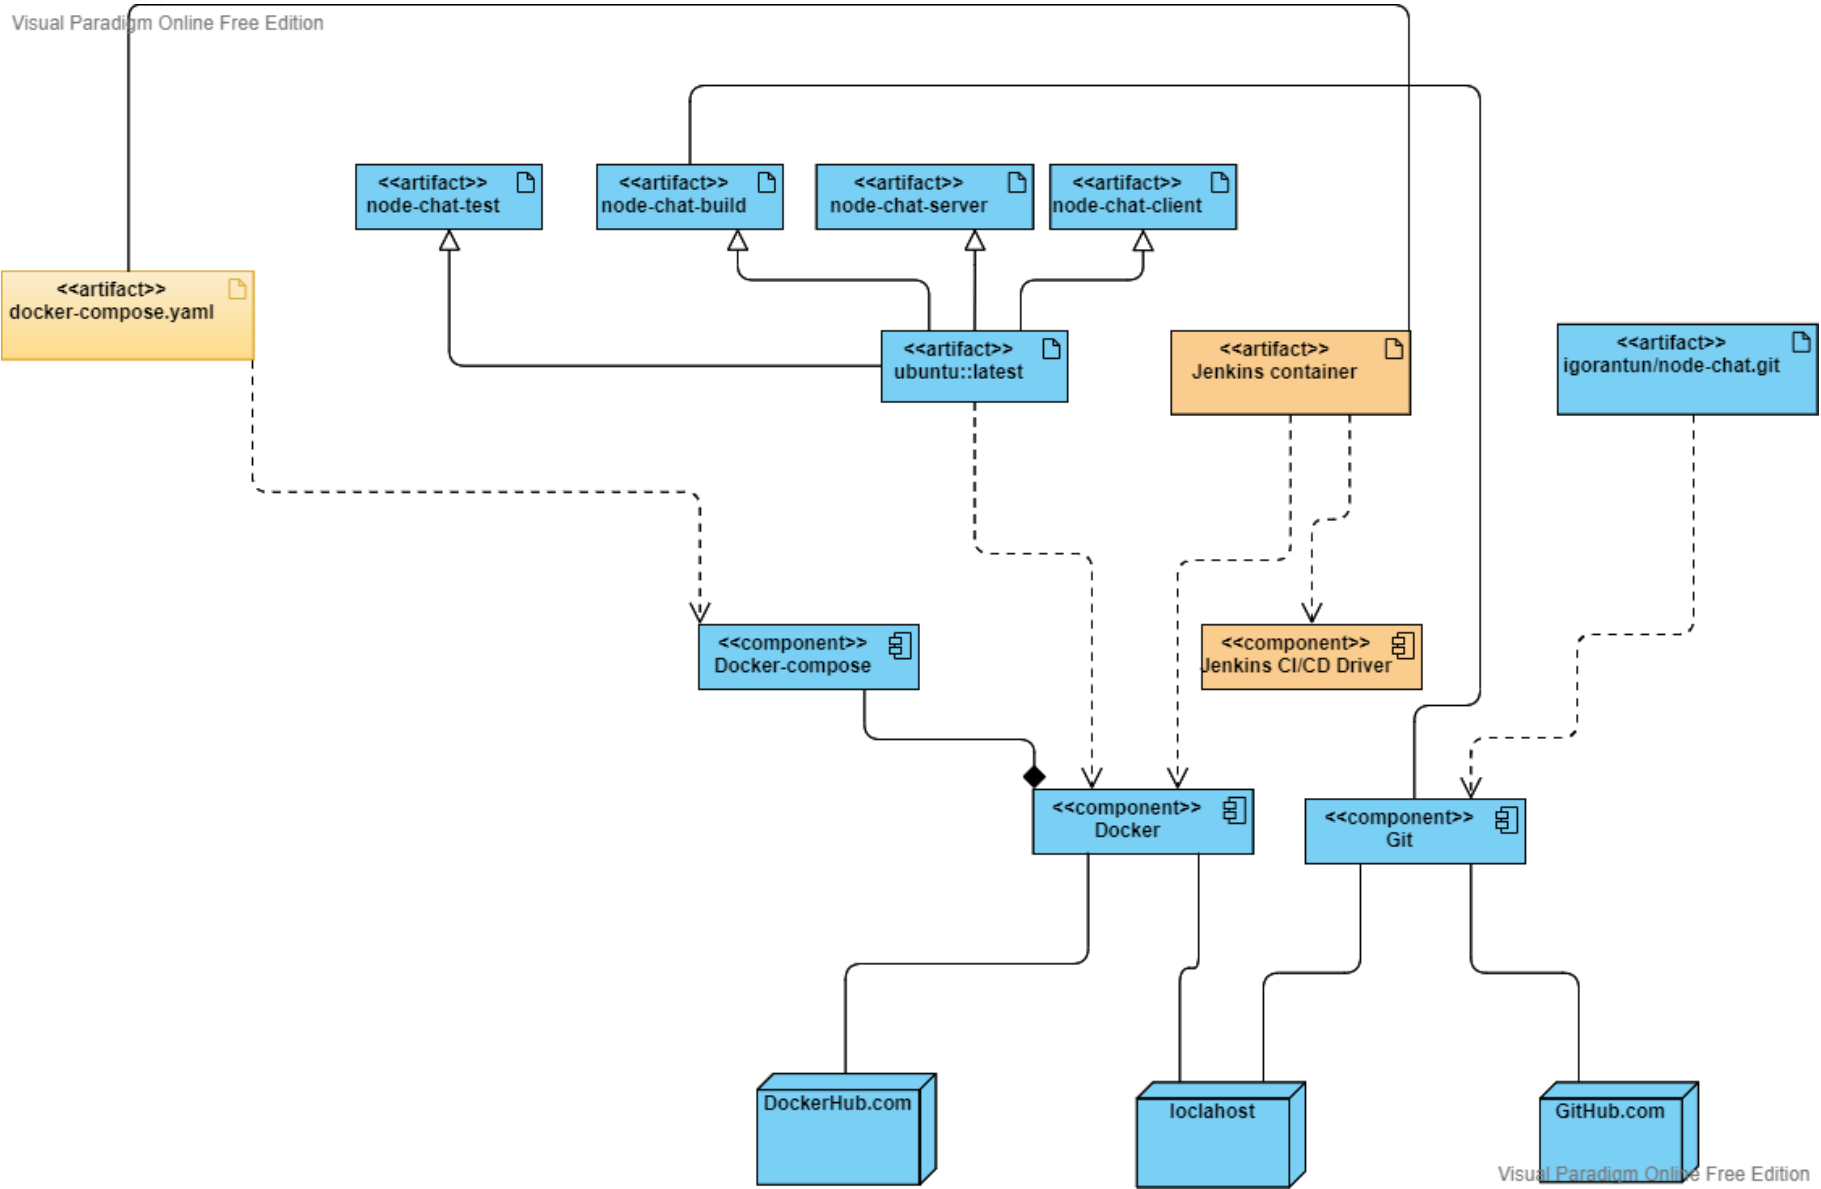 Visual Paradigm Online Free Edition
<<artifact>>
node-chat-test
<<artifact>>
node-chat-build
<<artifact>>
node-chat-server
<<artifact>>
node-chat-client
<<artifact>>
docker-compose.yaml
<<artifact>>
ubuntu::latest
<<artifact>>
Jenkins container
<<artifact>>
igorantun/node-chat.git
<<component>>
Docker-compose
<<component>>
Jenkins CI/CD Driver
<<component>>
Docker
<<component>>
Git
DockerHub.com
loclahost
GitHub.com
Visual Paradigm Online Free Edition